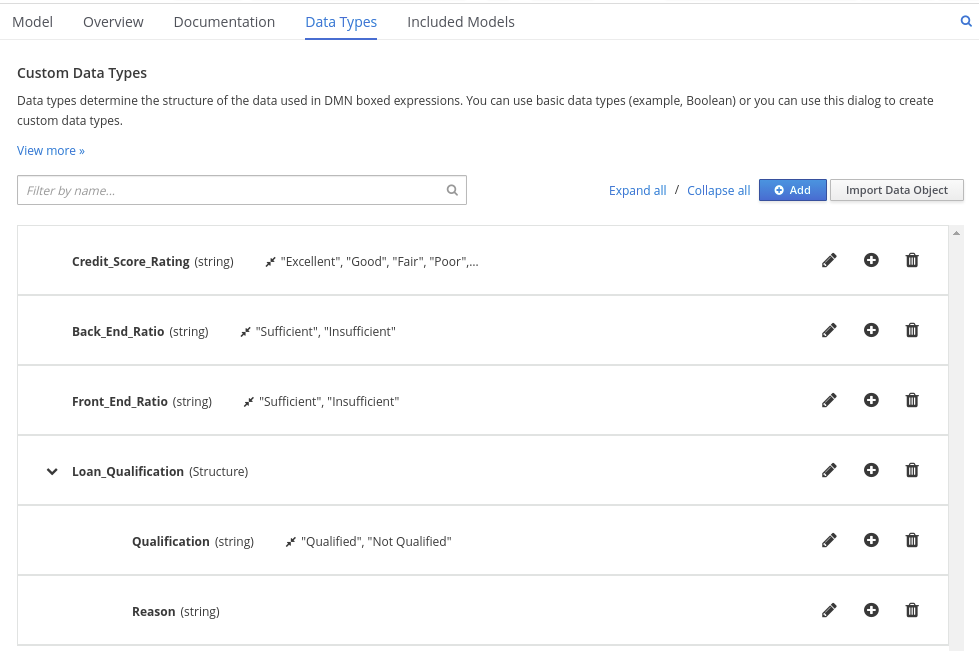 Model Overview Documentation Data Types Included Models
Custom Data Types
Data types determine the structure of the data used in DMN boxed expressions. You can use basic data types (example, Boolean) or you can use this dialog to create
custom data types.
View more »
Filter by name...
Expand all / Collapse all Add Import Data Object
Credit_Score_Rating (string) "Excellent", "Good", "Fair", "Poor",...
Back_End_Ratio (string) "Sufficient", "Insufficient"
Front_End_Ratio (string) "Sufficient", "Insufficient"
Loan_Qualification (Structure)
Qualification (string) "Qualified", "Not Qualified"
Reason (string)